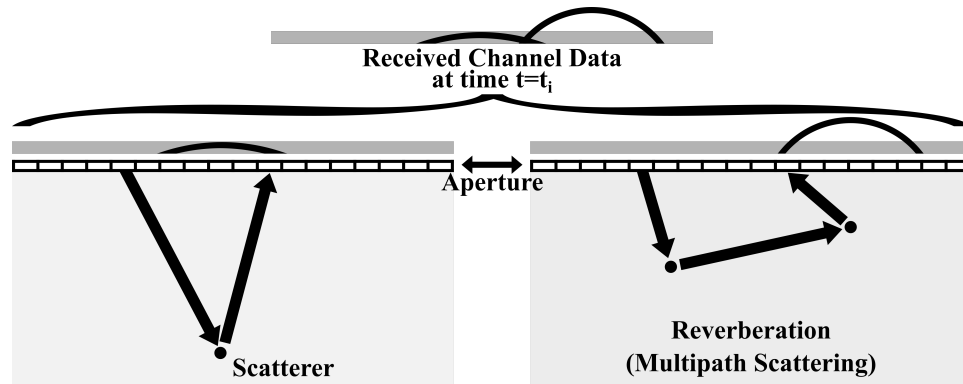 Received Channel Data
at time t=tᵢ
Aperture
Scatterer
Reverberation
(Multipath Scattering)